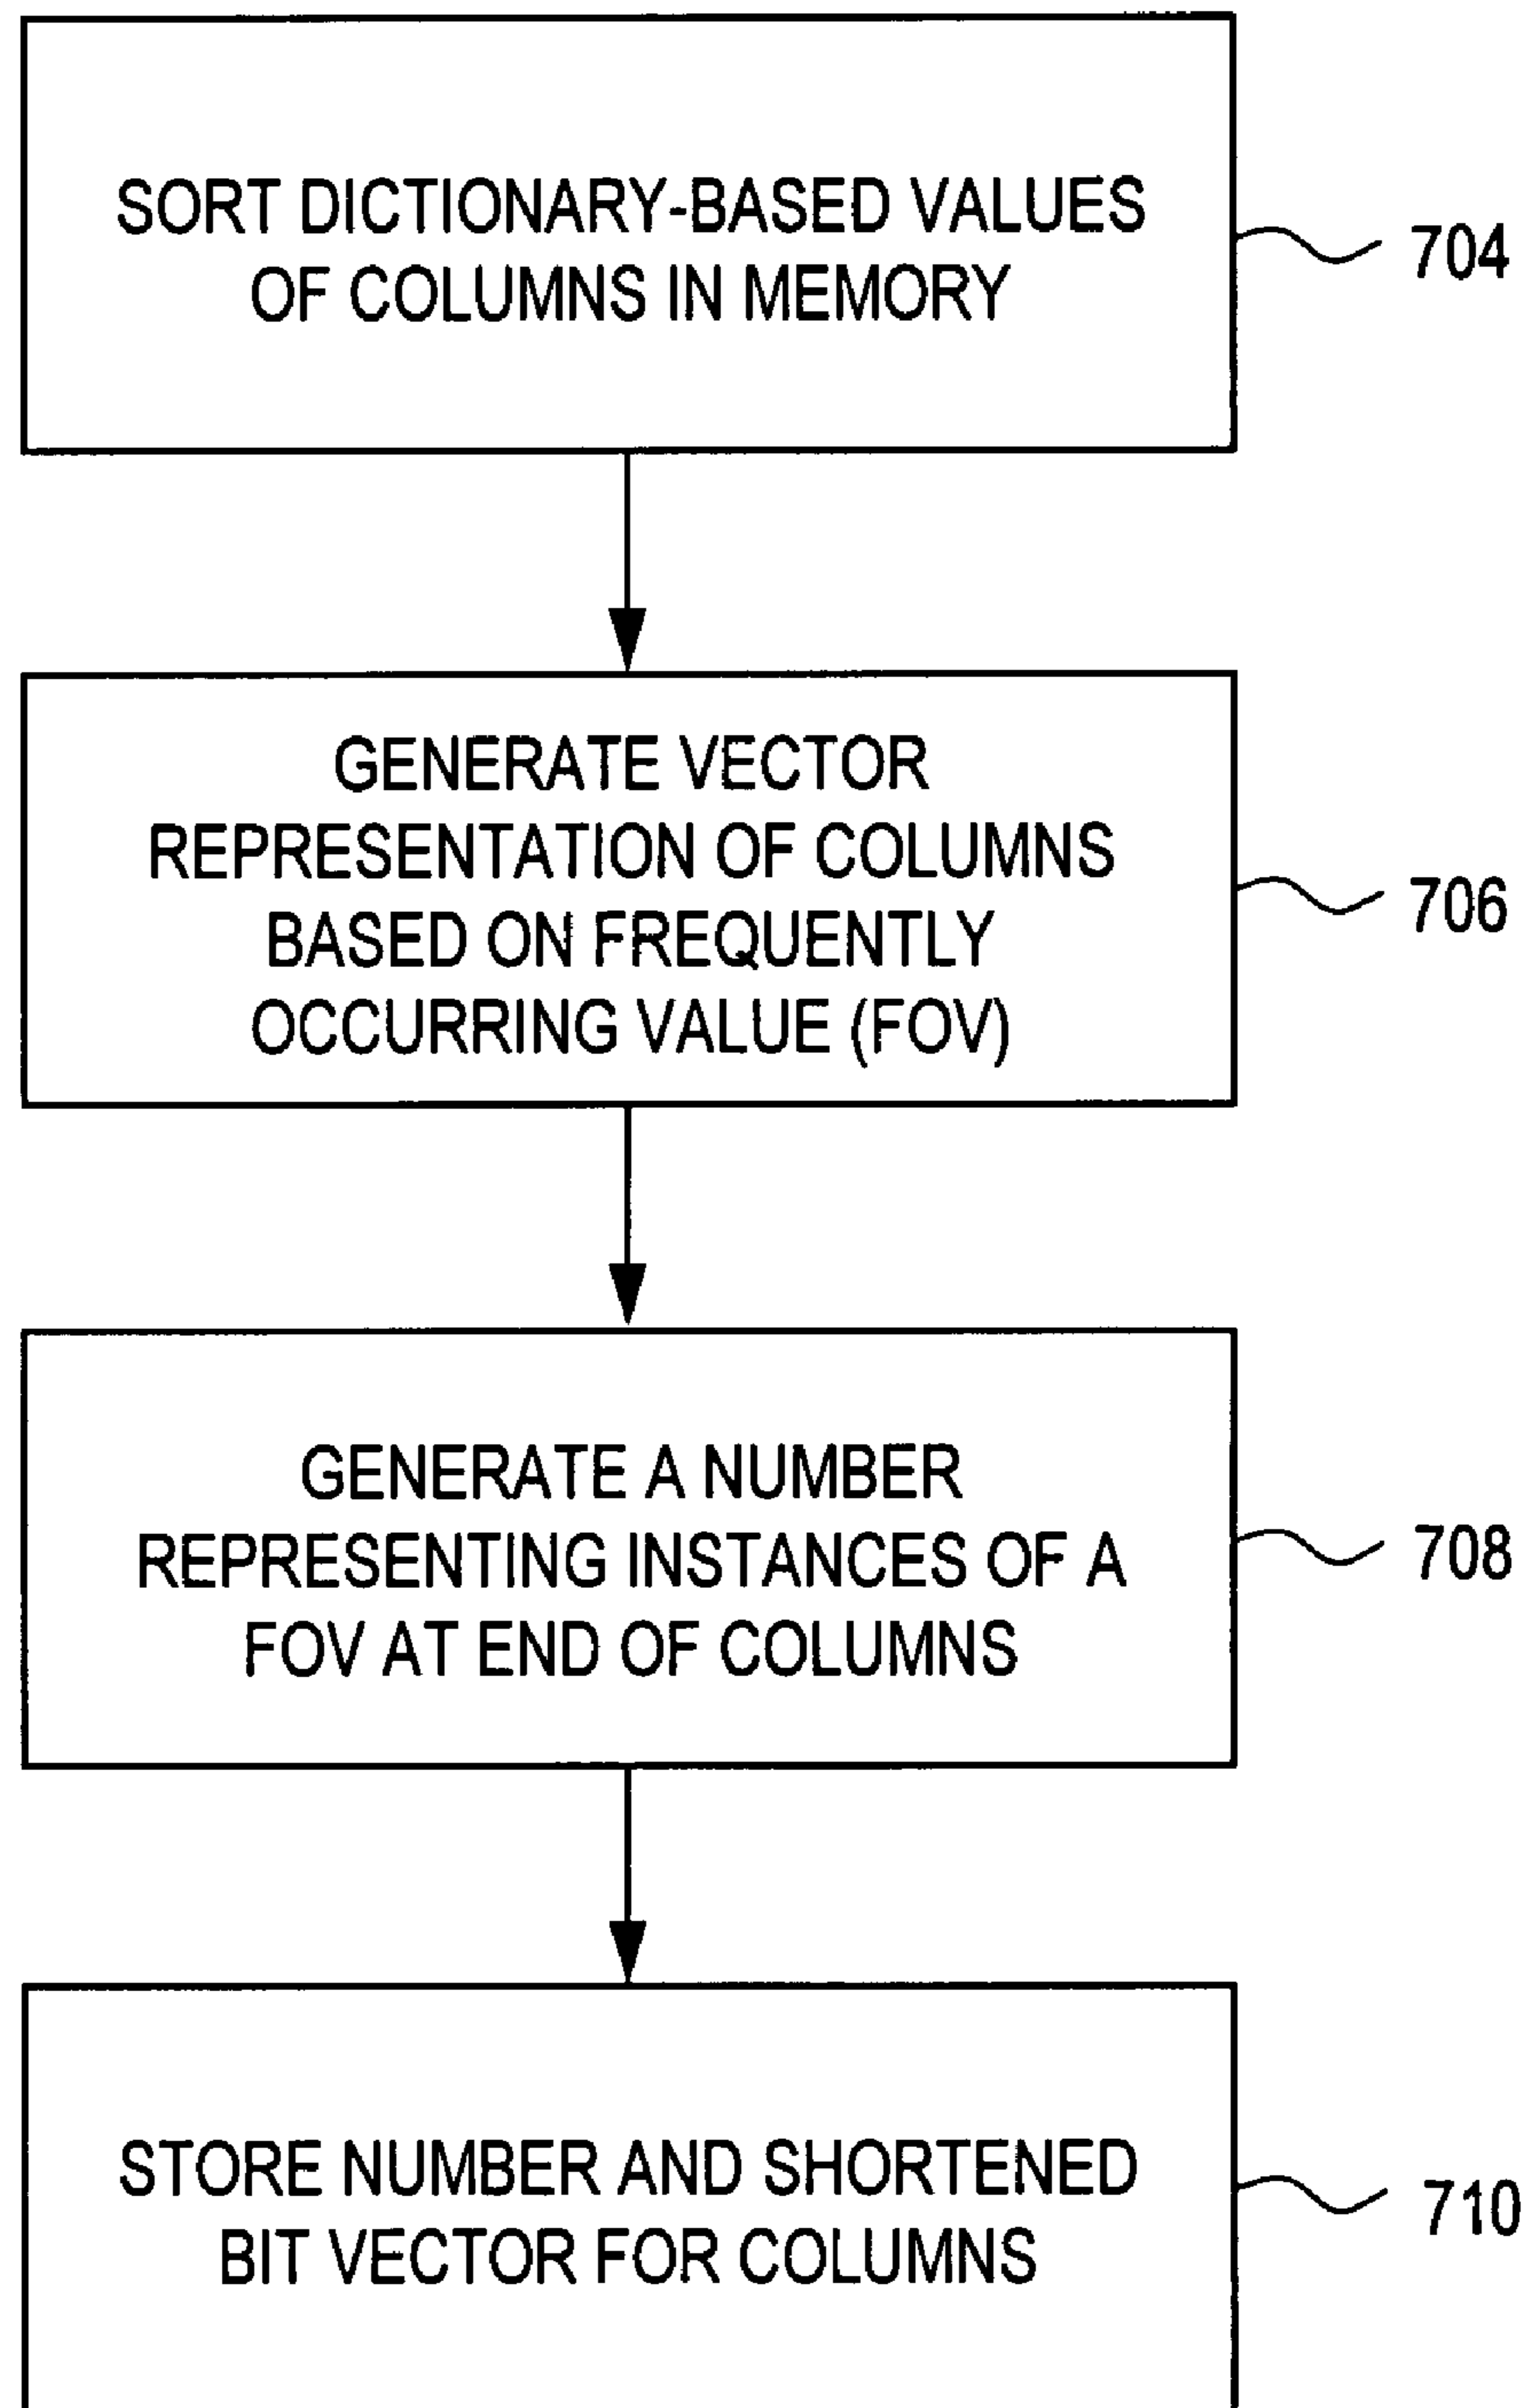 SORT DICTIONARY-BASED VALUES
OF COLUMNS IN MEMORY
704
GENERATE VECTOR
REPRESENTATION OF COLUMNS
BASED ON FREQUENTLY
OCCURRING VALUE (FOV)
706
GENERATE A NUMBER
REPRESENTING INSTANCES OF A
FOV AT END OF COLUMNS
708
STORE NUMBER AND SHORTENED
BIT VECTOR FOR COLUMNS
710